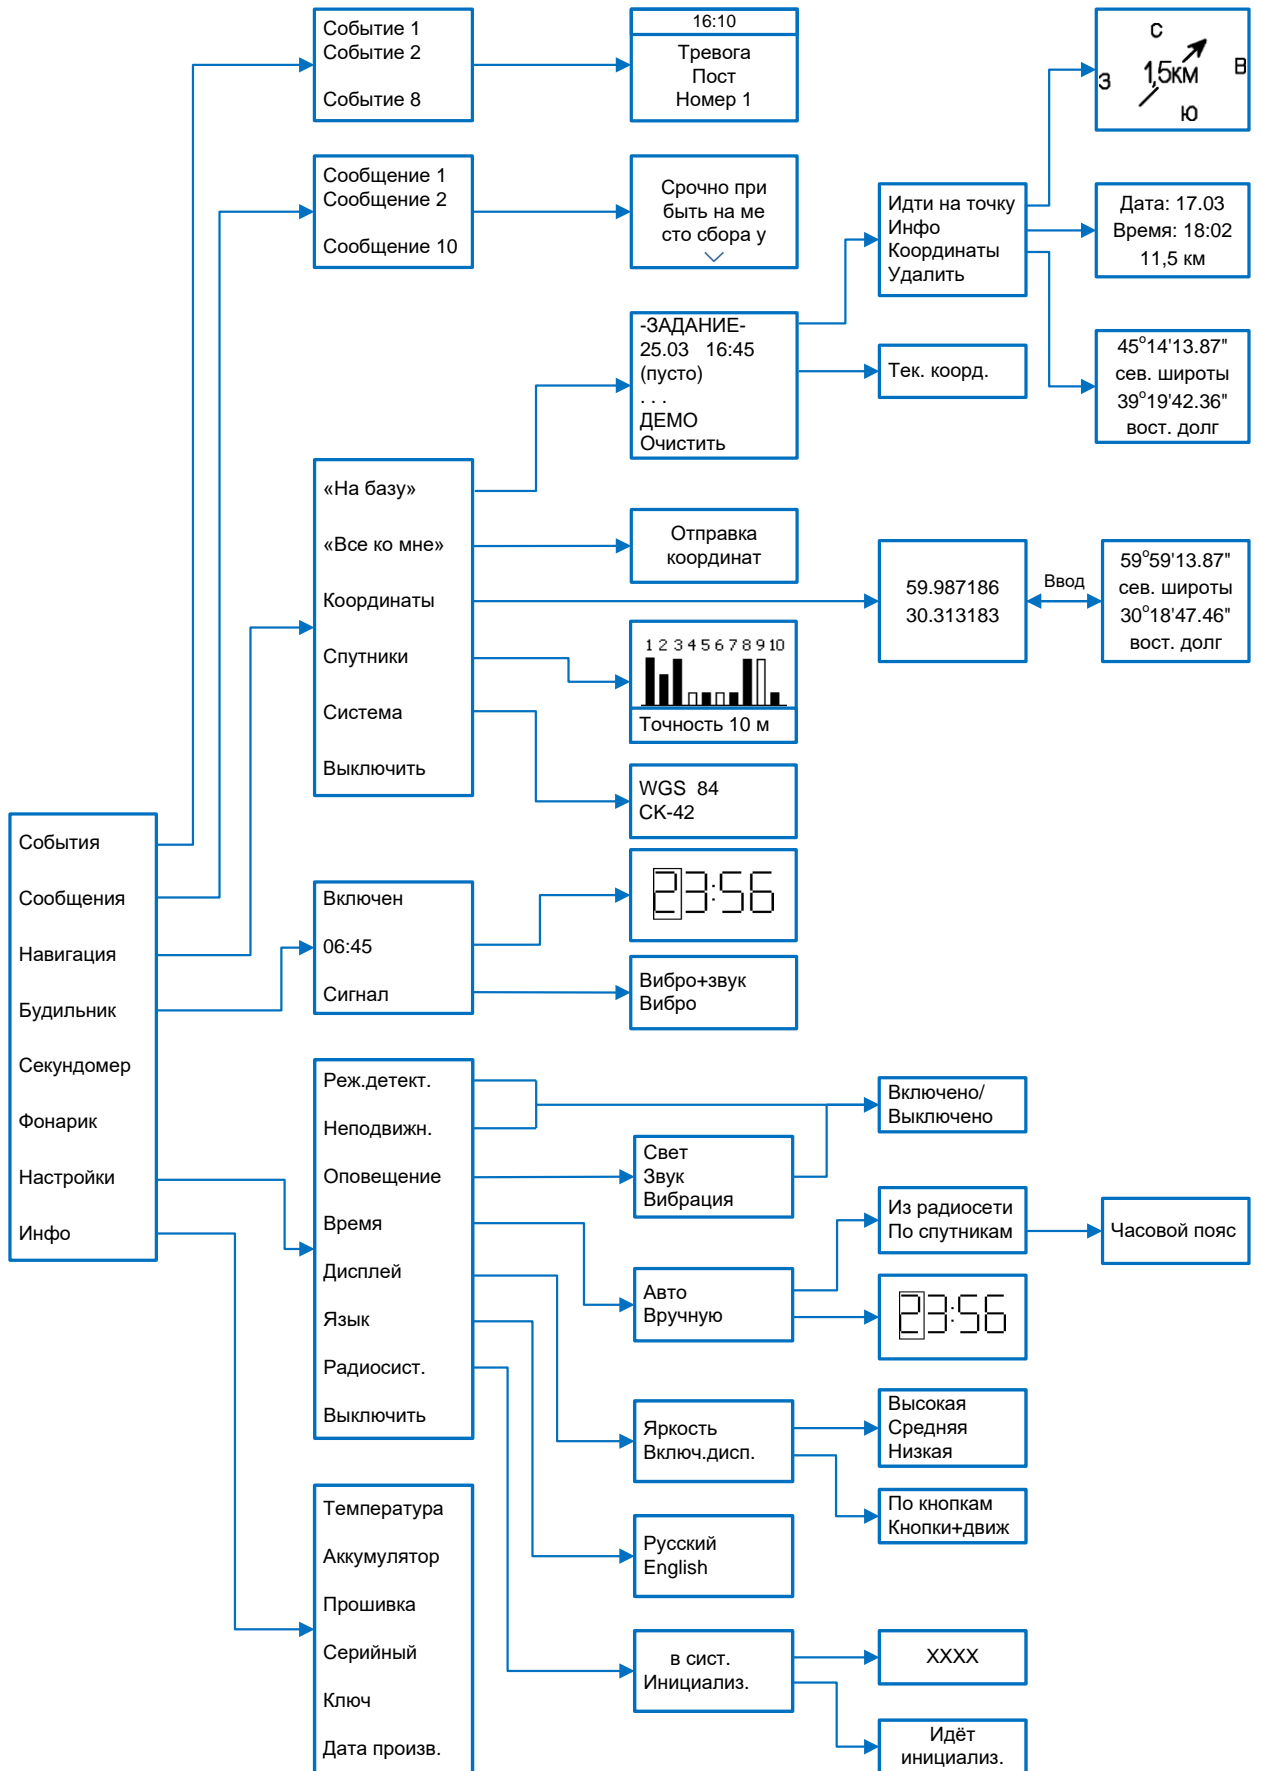 События
Сообщения
Навигация
Будильник
Секундомер
Фонарик
Настройки
Инфо
Событие 1
Событие 2
Событие 8
16:10
Тревога
Пост
Номер 1
Сообщение 1
Сообщение 2
Сообщение 10
Срочно при
быть на ме
сто сбора у
«На базу»
«Все ко мне»
Координаты
Спутники
Система
Выключить
-ЗАДАНИЕ-
25.03 16:45
(пусто)
. . .
ДЕМО
Очистить
Идти на точку
Инфо
Координаты
Удалить
С
1,5км
З
В
Ю
Дата: 17.03
Время: 18:02
11,5 км
45°14'13.87"
сев. широты
39°19'42.36"
вост. долг
Тек. коорд.
Отправка
координат
59.987186
30.313183
Ввод
59°59'13.87"
сев. широты
30°18'47.46"
вост. долг
1 2 3 4 5 6 7 8 9 10
Точность 10 м
WGS 84
СК-42
Включен
06:45
Сигнал
23:56
Вибро+звук
Вибро
Реж.детект.
Неподвижн.
Оповещение
Время
Дисплей
Язык
Радиосист.
Выключить
Включено/
Выключено
Свет
Звук
Вибрация
Авто
Вручную
Из радиосети
По спутникам
Часовой пояс
23:56
Яркость
Включ.дисп.
Высокая
Средняя
Низкая
По кнопкам
Кнопки+движ
Русский
English
в сист.
Инициализ.
XXXX
Идёт
инициализ.
Температура
Аккумулятор
Прошивка
Серийный
Ключ
Дата произв.